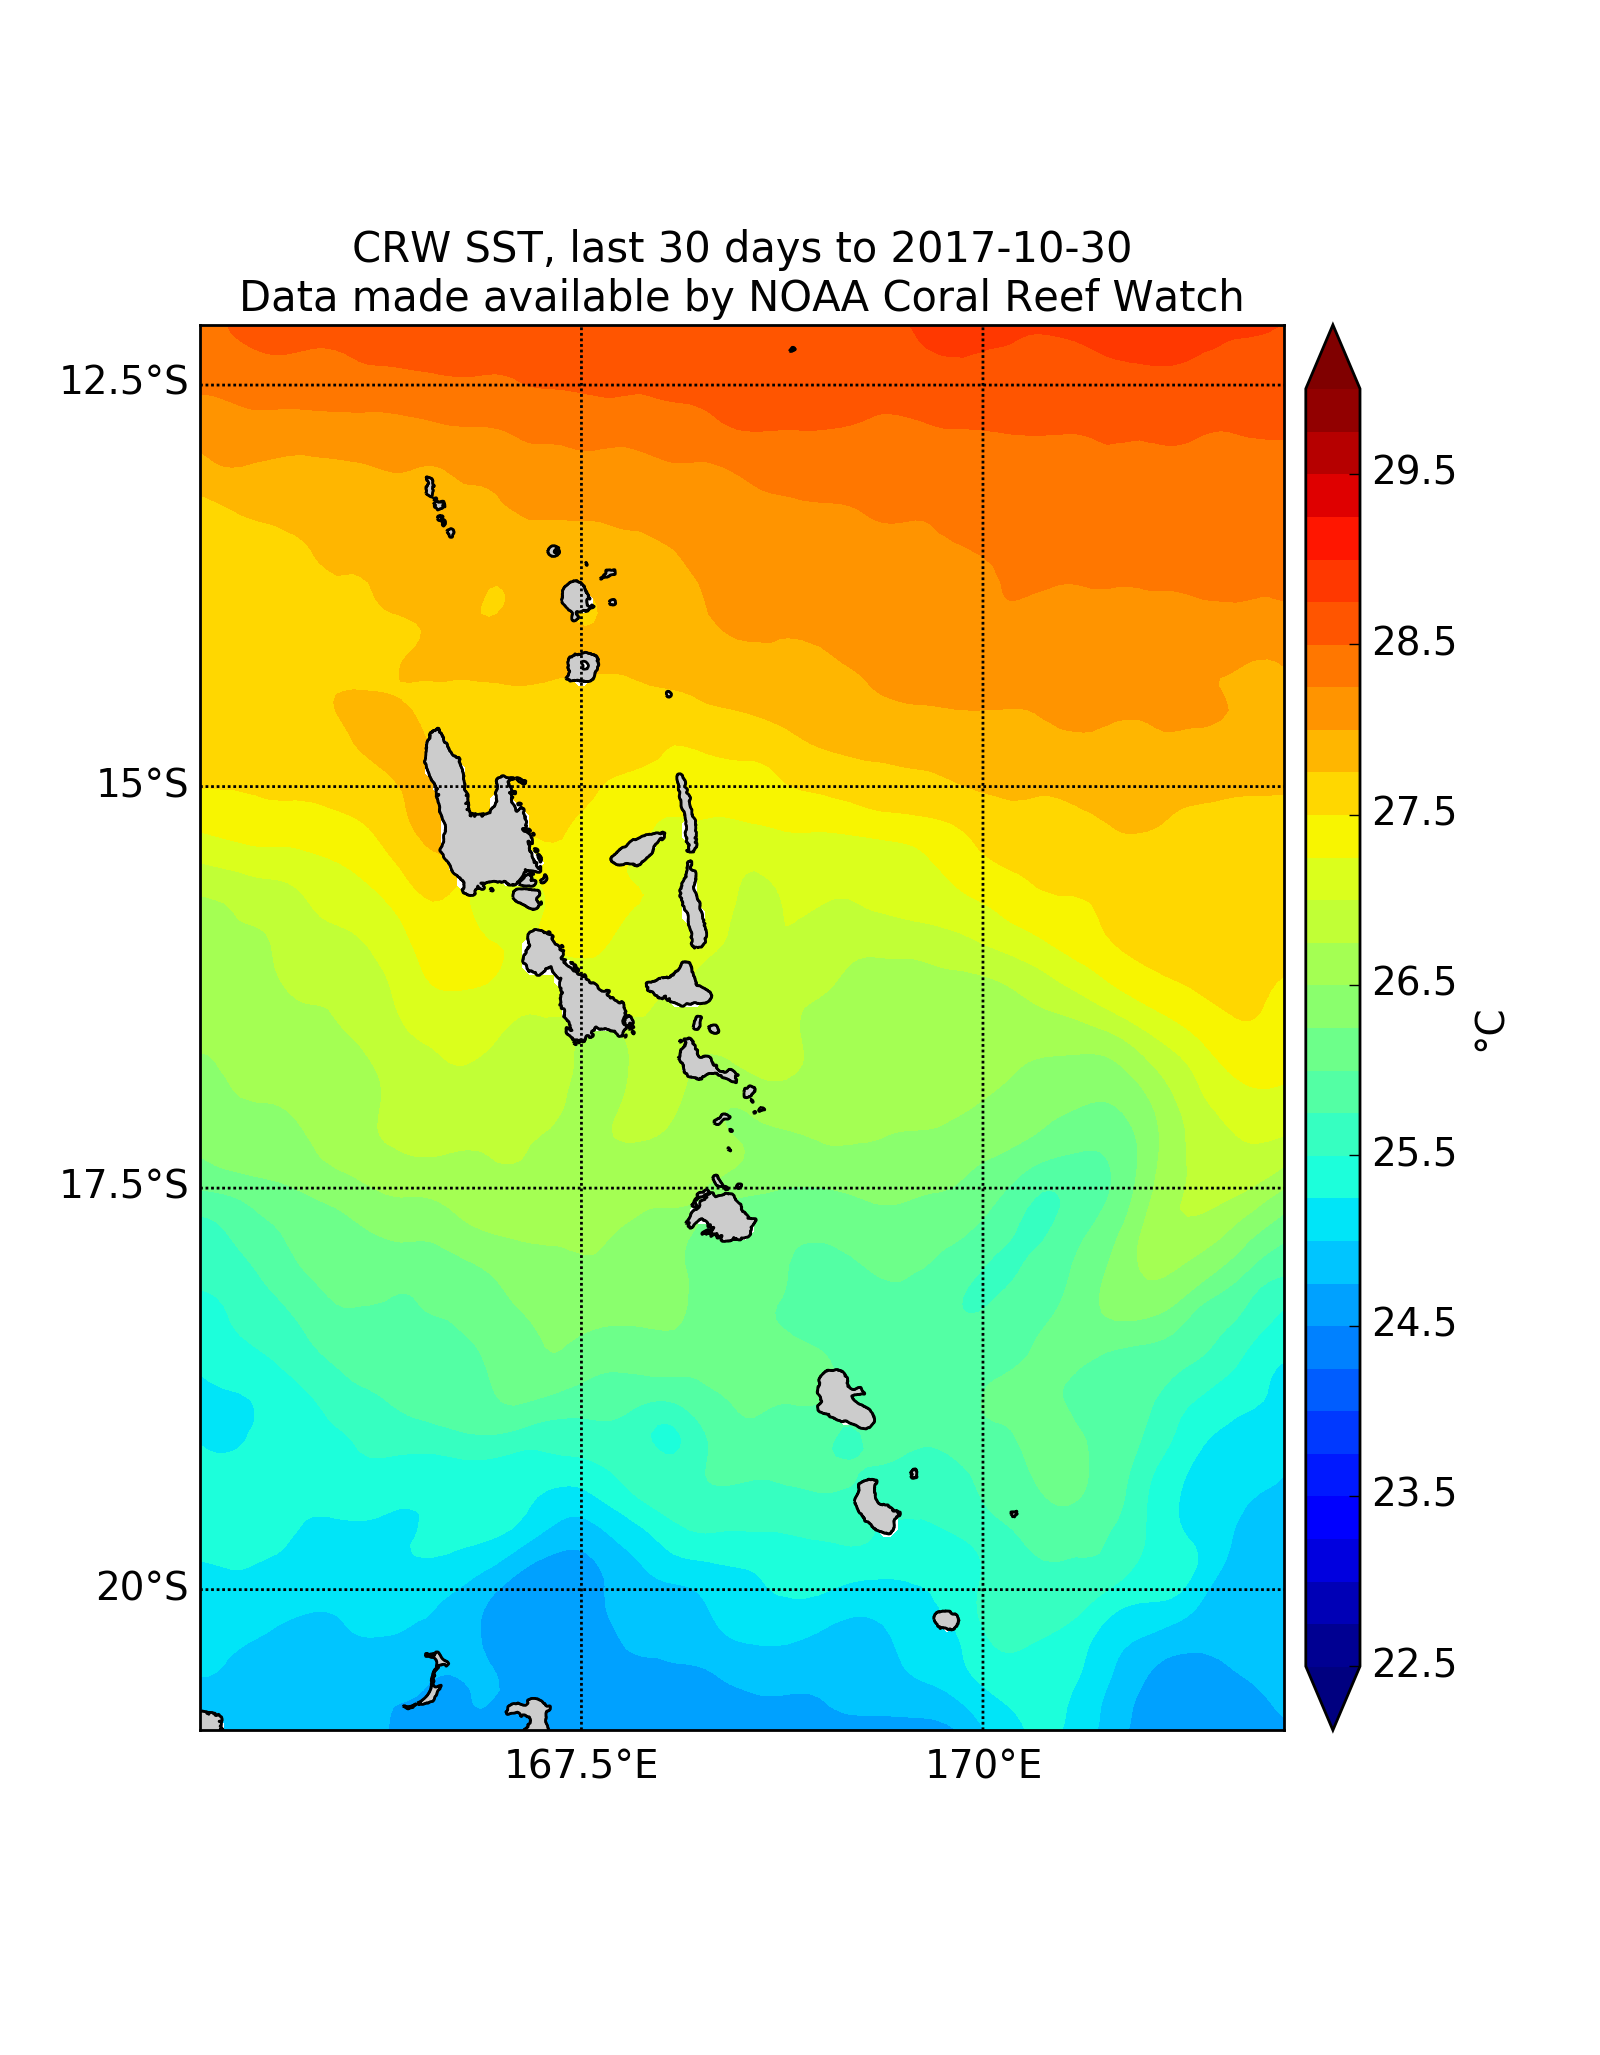 CRW SST, last 30 days to 2017-10-30
Data made available by NOAA Coral Reef Watch
12.5°S
15°S
17.5°S
20°S
167.5°E
170°E
29.5
28.5
27.5
26.5
25.5
24.5
23.5
22.5
°C